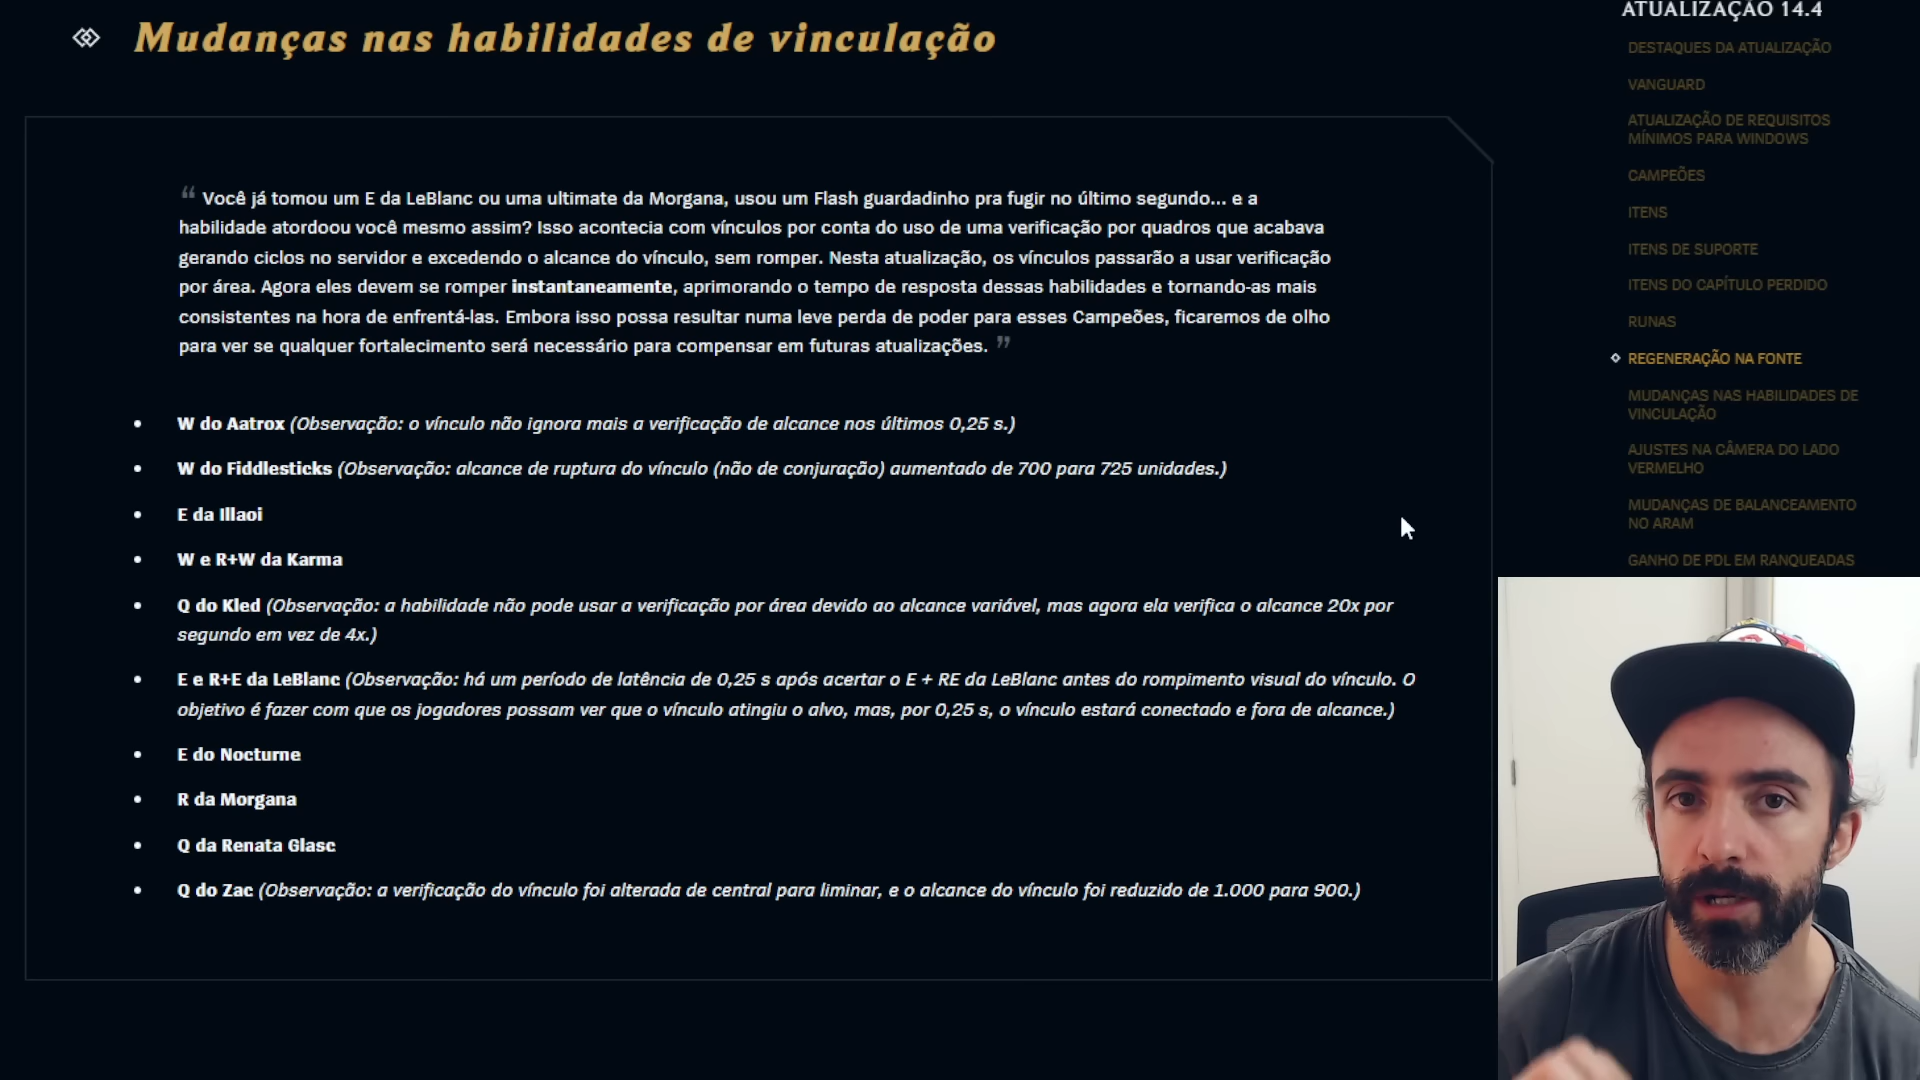 Mudanças nas habilidades de vinculação
“ Você já tomou um E da LeBlanc ou uma ultimate da Morgana, usou um Flash guardadinho pra fugir no último segundo... e a
habilidade atordoou você mesmo assim? Isso acontecia com vínculos por conta do uso de uma verificação por quadros que acabava
gerando ciclos no servidor e excedendo o alcance do vínculo, sem romper. Nesta atualização, os vínculos passarão a usar verificação
por área. Agora eles devem se romper instantaneamente, aprimorando o tempo de resposta dessas habilidades e tornando-as mais
consistentes na hora de enfrentá-las. Embora isso possa resultar numa leve perda de poder para esses Campeões, ficaremos de olho
para ver se qualquer fortalecimento será necessário para compensar em futuras atualizações. ”
• W do Aatrox (Observação: o vínculo não ignora mais a verificação de alcance nos últimos 0,25 s.)
• W do Fiddlesticks (Observação: alcance de ruptura do vínculo (não de conjuração) aumentado de 700 para 725 unidades.)
• E da Illaoi
• W e R+W da Karma
• Q do Kled (Observação: a habilidade não pode usar a verificação por área devido ao alcance variável, mas agora ela verifica o alcance 20x por
segundo em vez de 4x.)
• E e R+E da LeBlanc (Observação: há um período de latência de 0,25 s após acertar o E + RE da LeBlanc antes do rompimento visual do vínculo. O
objetivo é fazer com que os jogadores possam ver que o vínculo atingiu o alvo, mas, por 0,25 s, o vínculo estará conectado e fora de alcance.)
• E do Nocturne
• R da Morgana
• Q da Renata Glasc
• Q do Zac (Observação: a verificação do vínculo foi alterada de central para liminar, e o alcance do vínculo foi reduzido de 1.000 para 900.)
ATUALIZAÇÃO 14.4
DESTAQUES DA ATUALIZAÇÃO
VANGUARD
ATUALIZAÇÃO DE REQUISITOS
MÍNIMOS PARA WINDOWS
CAMPEÕES
ITENS
ITENS DE SUPORTE
ITENS DO CAPÍTULO PERDIDO
RUNAS
REGENERAÇÃO NA FONTE
MUDANÇAS NAS HABILIDADES DE
VINCULAÇÃO
AJUSTES NA CÂMERA DO LADO
VERMELHO
MUDANÇAS DE BALANCEAMENTO
NO ARAM
GANHO DE PDL EM RANQUEADAS